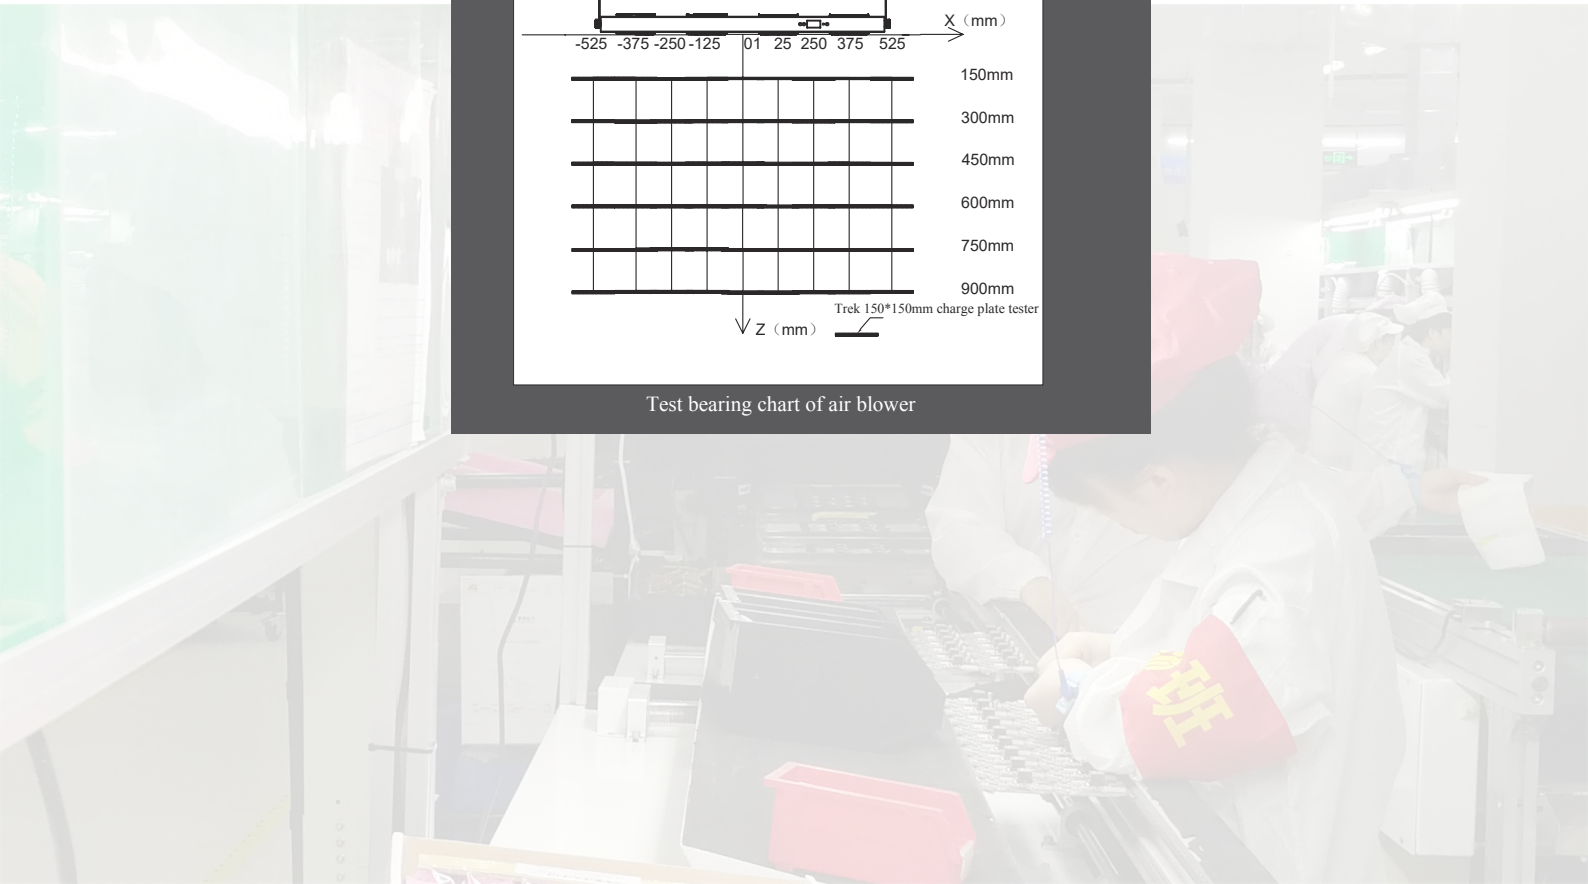 X（mm）
-525 -375 -250 -125 01 25 250 375 525
150mm
300mm
450mm
600mm
750mm
900mm
Trek 150*150mm charge plate tester
Z（mm）
Test bearing chart of air blower
班